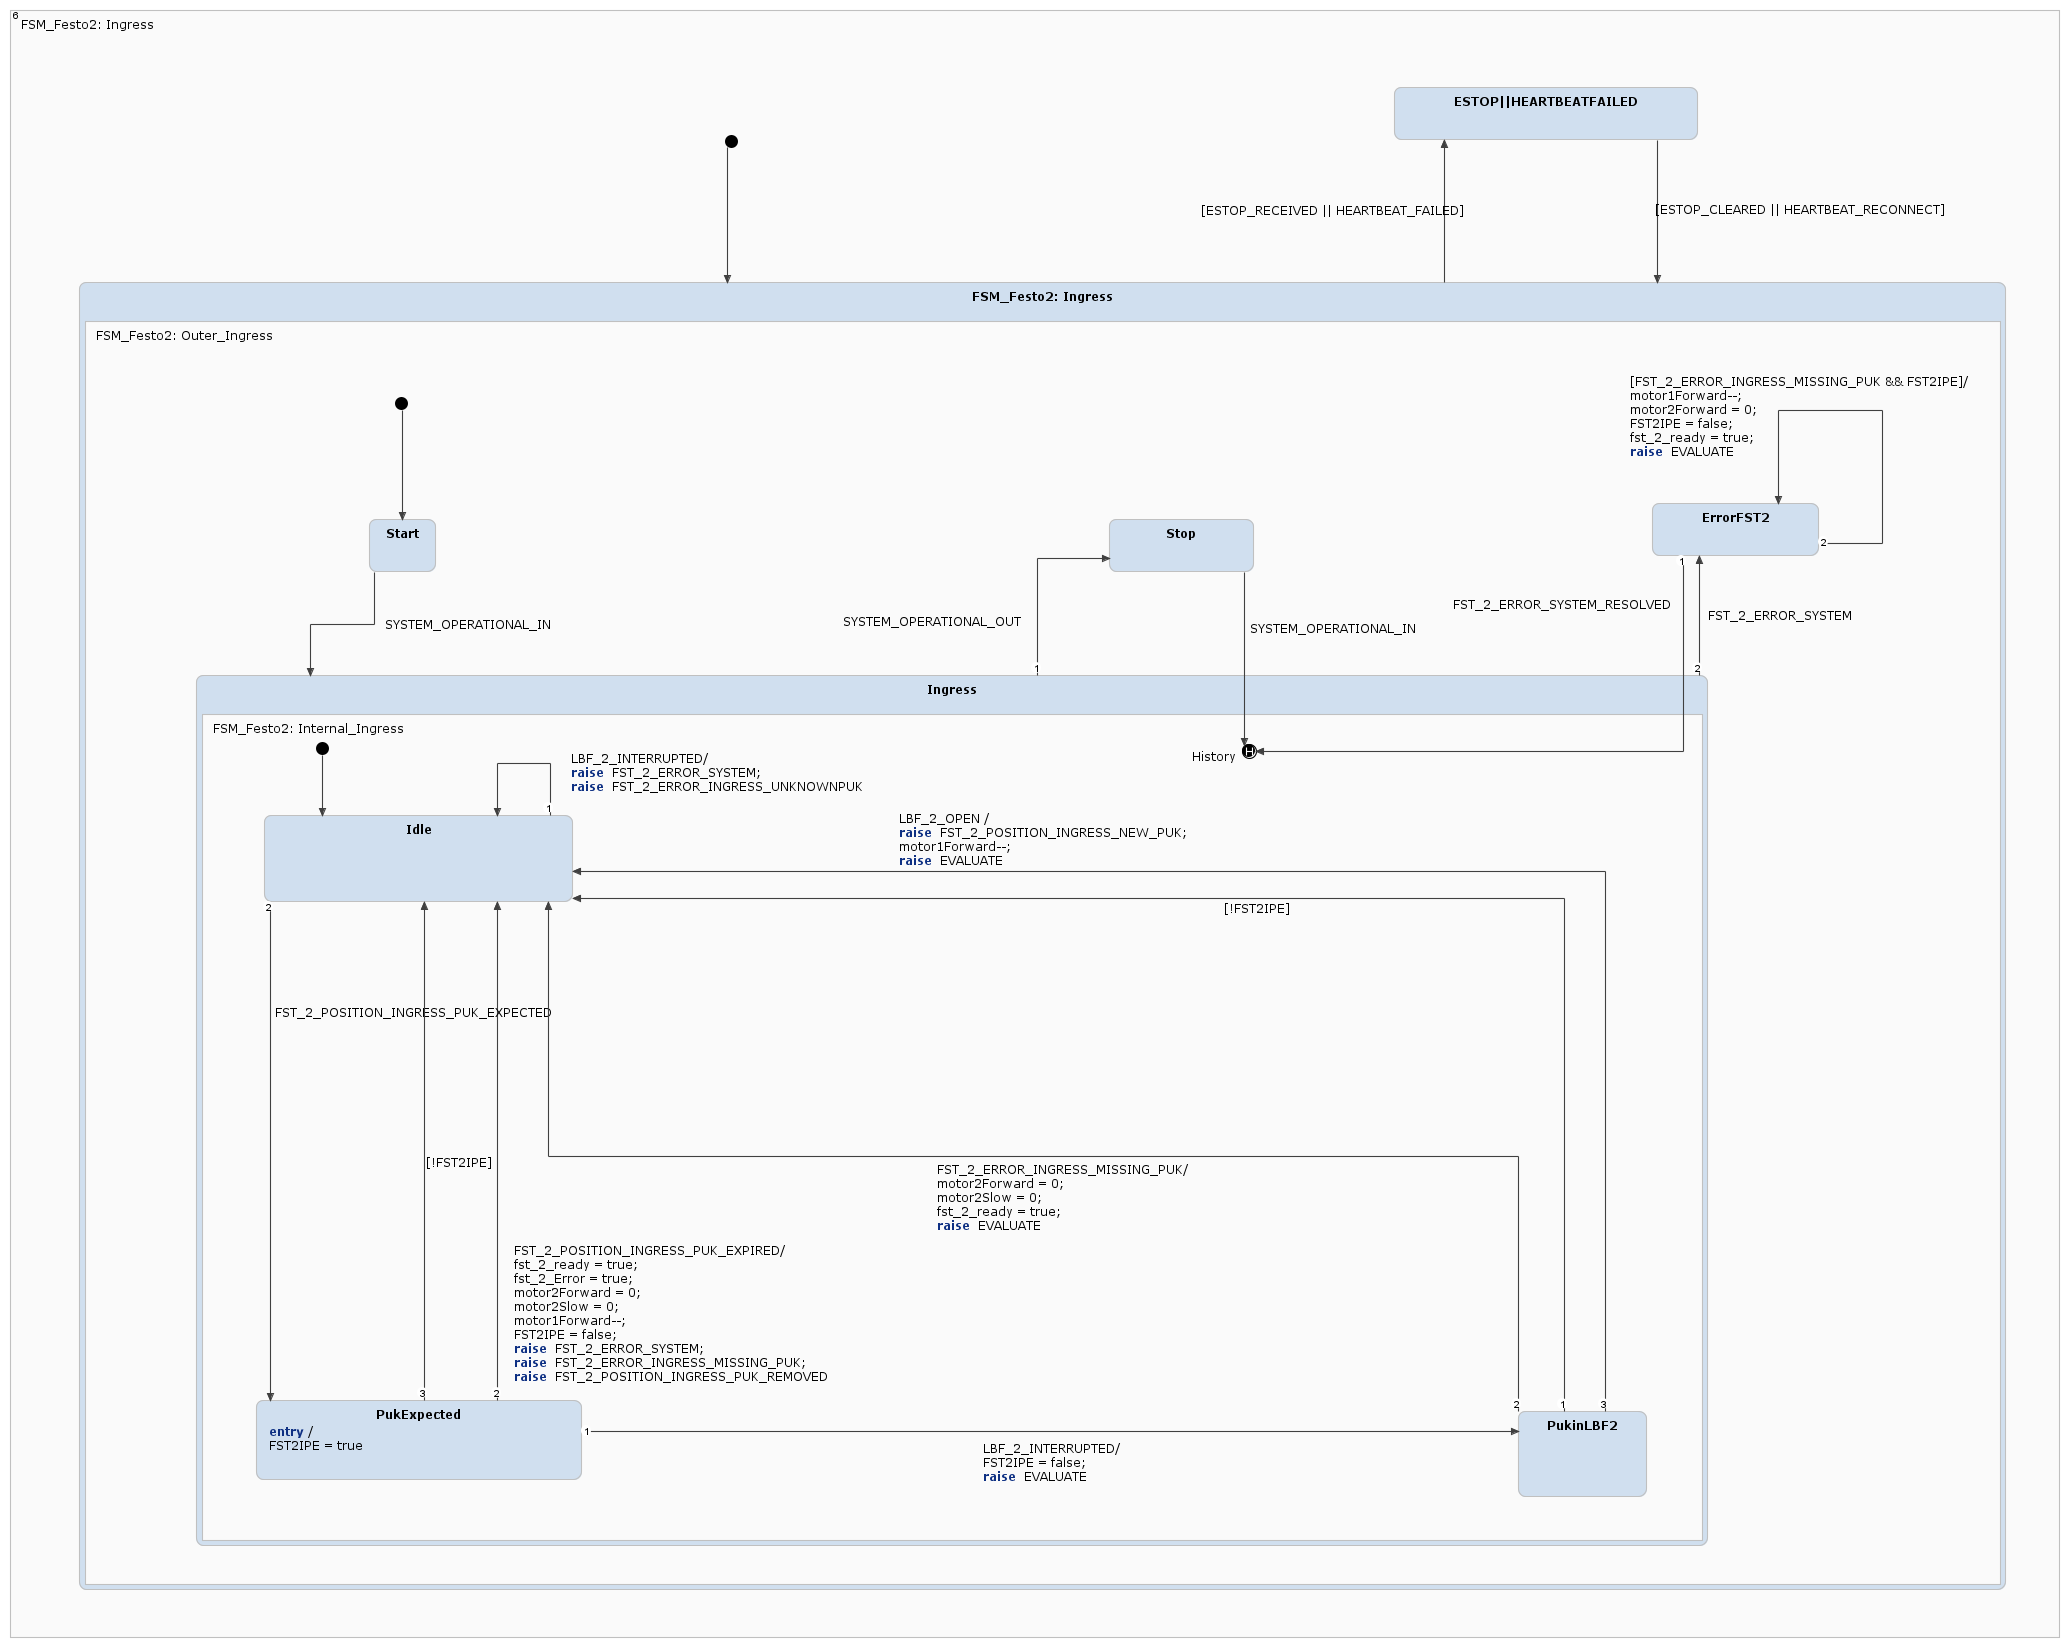 6
FSM_Festo2: Ingress
ESTOP||HEARTBEATFAILED
[ESTOP_RECEIVED || HEARTBEAT_FAILED]
[ESTOP_CLEARED || HEARTBEAT_RECONNECT]
FSM_Festo2: Ingress
FSM_Festo2: Outer_Ingress
[FST_2_ERROR_INGRESS_MISSING_PUK && FST2IPE]/
motor1Forward--;
motor2Forward = 0;
FST2IPE = false;
fst_2_ready = true;
raise EVALUATE
Start
Stop
ErrorFST2
2
1
SYSTEM_OPERATIONAL_IN
SYSTEM_OPERATIONAL_OUT
SYSTEM_OPERATIONAL_IN
FST_2_ERROR_SYSTEM_RESOLVED
FST_2_ERROR_SYSTEM
1
2
Ingress
FSM_Festo2: Internal_Ingress
History
H
LBF_2_INTERRUPTED/
raise FST_2_ERROR_SYSTEM;
raise FST_2_ERROR_INGRESS_UNKNOWNPUK
1
Idle
LBF_2_OPEN /
raise FST_2_POSITION_INGRESS_NEW_PUK;
motor1Forward--;
raise EVALUATE
2
[!FST2IPE]
FST_2_POSITION_INGRESS_PUK_EXPECTED
[!FST2IPE]
FST_2_ERROR_INGRESS_MISSING_PUK/
motor2Forward = 0;
motor2Slow = 0;
fst_2_ready = true;
raise EVALUATE
FST_2_POSITION_INGRESS_PUK_EXPIRED/
fst_2_ready = true;
fst_2_Error = true;
motor2Forward = 0;
motor2Slow = 0;
motor1Forward--;
FST2IPE = false;
raise FST_2_ERROR_SYSTEM;
raise FST_2_ERROR_INGRESS_MISSING_PUK;
raise FST_2_POSITION_INGRESS_PUK_REMOVED
3
2
2
1
3
PukExpected
entry /
FST2IPE = true
1
LBF_2_INTERRUPTED/
FST2IPE = false;
raise EVALUATE
PukinLBF2